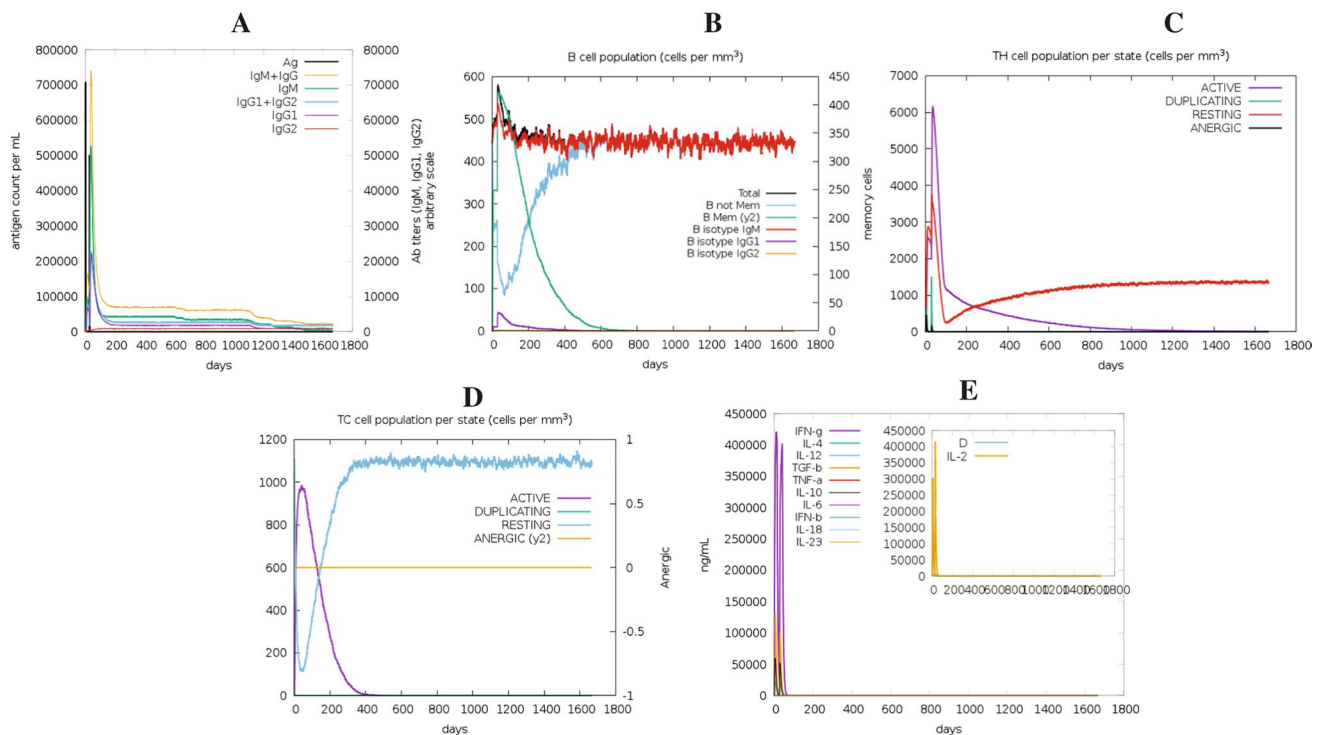 A
800000
700000
600000
500000
400000
300000
200000
100000
0
antigen count per mL
80000
70000
60000
50000
40000
30000
20000
10000
0
Ab titers (IgM, IgG1, IgG2)
arbitrary scale
Ag
IgM+IgG
IgM
IgG1+IgG2
IgG1
IgG2
0 200 400 600 800 1000 1200 1400 1600 1800
days
B
B cell population (cells per mm³)
600
500
400
300
200
100
0
450
400
350
300
250
200
150
100
50
0
memory cells
Total
B not Mem
B Mem (y2)
B isotype IgM
B isotype IgG1
B isotype IgG2
0 200 400 600 800 1000 1200 1400 1600 1800
days
C
TH cell population per state (cells per mm³)
7000
6000
5000
4000
3000
2000
1000
0
ACTIVE
DUPLICATING
RESTING
ANERGIC
0 200 400 600 800 1000 1200 1400 1600 1800
days
D
TC cell population per state (cells per mm³)
1200
1000
800
600
400
200
0
1
0.5
0
-0.5
-1
Anergic
ACTIVE
DUPLICATING
RESTING
ANERGIC (y2)
0 200 400 600 800 1000 1200 1400 1600 1800
days
E
450000
400000
350000
300000
250000
200000
150000
100000
50000
0
ng/mL
IFN-g
IL-4
IL-12
TGF-b
TNF-a
IL-10
IL-6
IFN-b
IL-18
IL-23
450000
400000
350000
300000
250000
200000
150000
100000
50000
0
D
IL-2
0 200 400 600 800 1000 1200 1400 1600 1800
0 200 400 600 800 1000 1200 1400 1600 1800
days